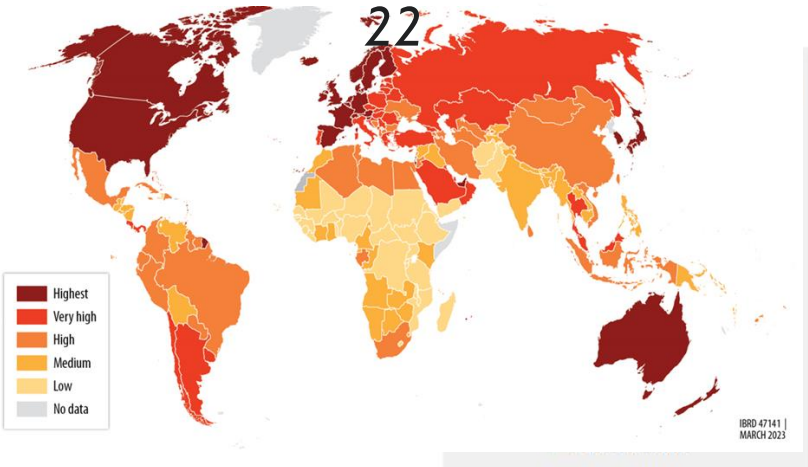 22
Highest
Very high
High
Medium
Low
No data
IBRD 47141 |
MARCH 2023